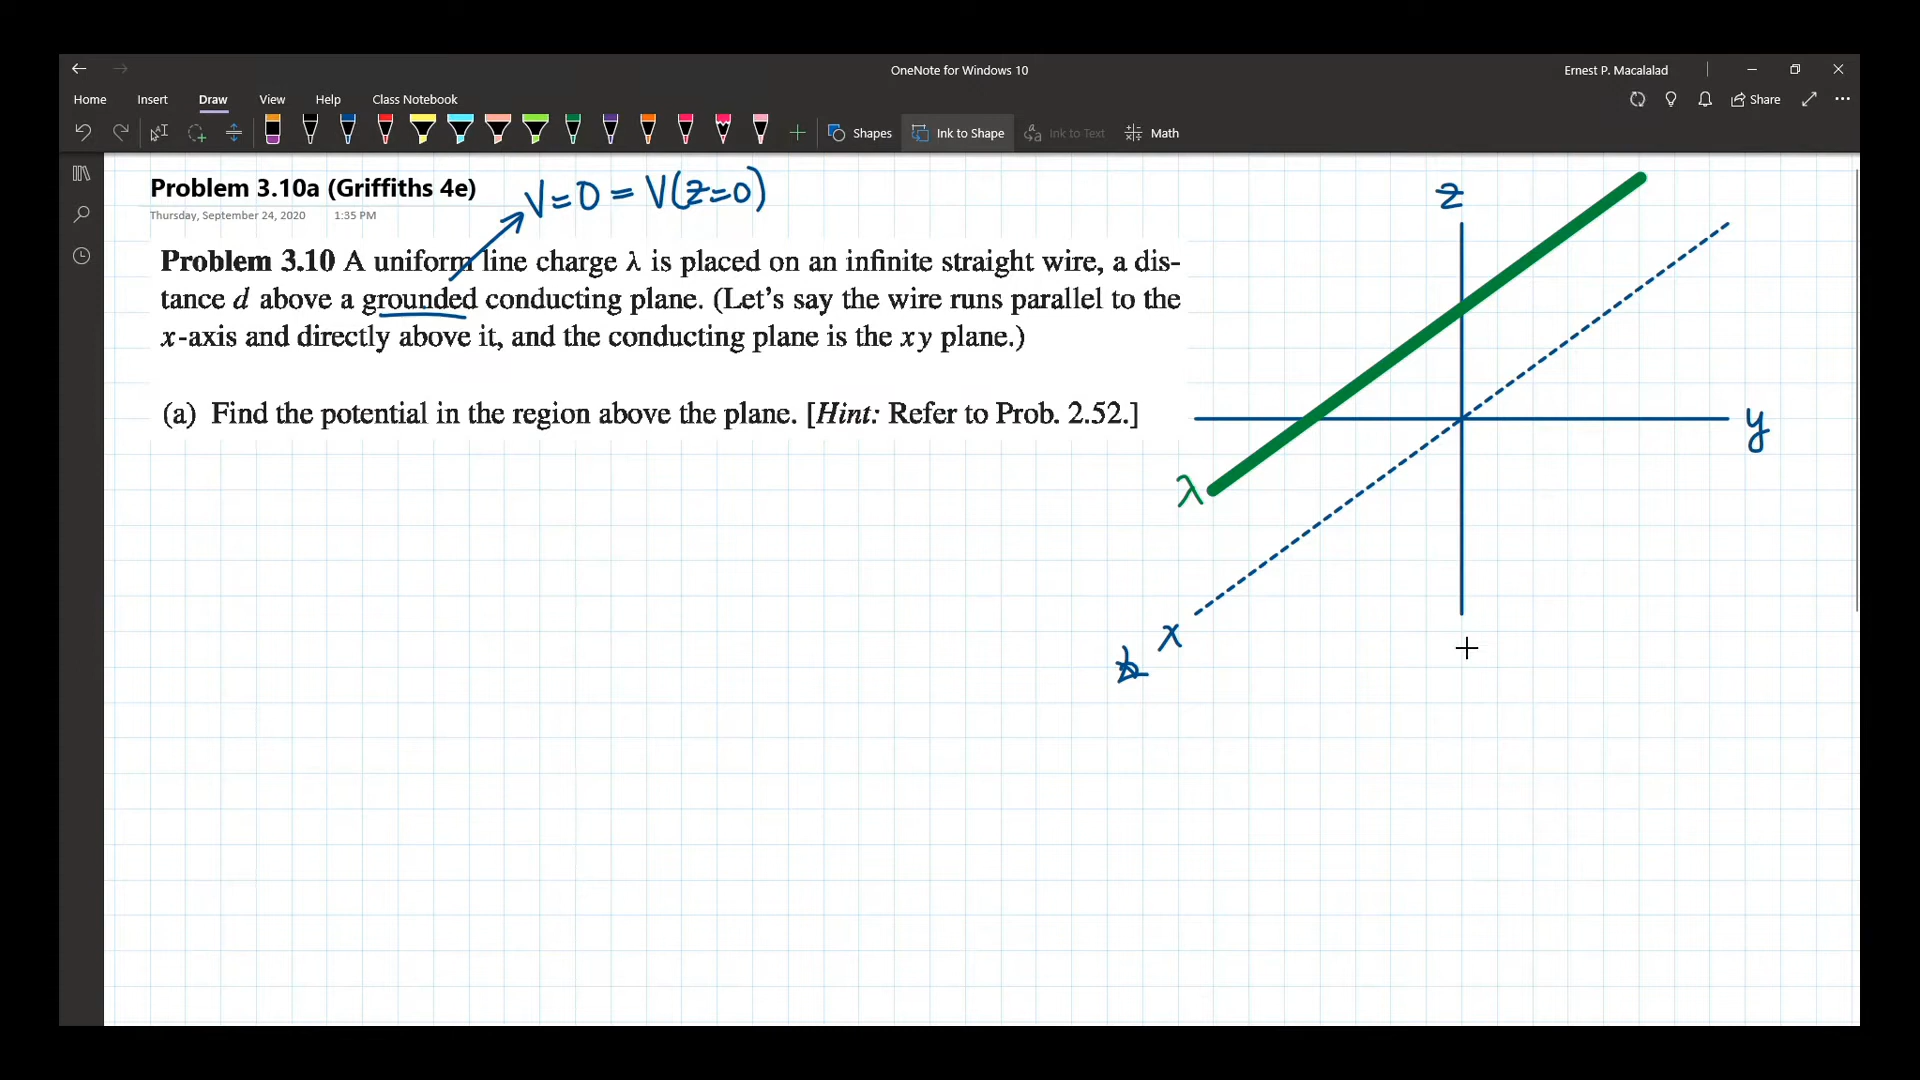 OneNote for Windows 10
Ernest P. Macalalad
Home Insert Draw View Help Class Notebook
Share
Shapes Ink to Shape Ink to Text Math
Problem 3.10a (Griffiths 4e)
Thursday, September 24, 2020 1:35 PM
V=0 = V(z=0)
Problem 3.10 A uniform line charge λ is placed on an infinite straight wire, a dis-
tance d above a grounded conducting plane. (Let's say the wire runs parallel to the
x-axis and directly above it, and the conducting plane is the xy plane.)
(a) Find the potential in the region above the plane. [Hint: Refer to Prob. 2.52.]
z
y
λ
x